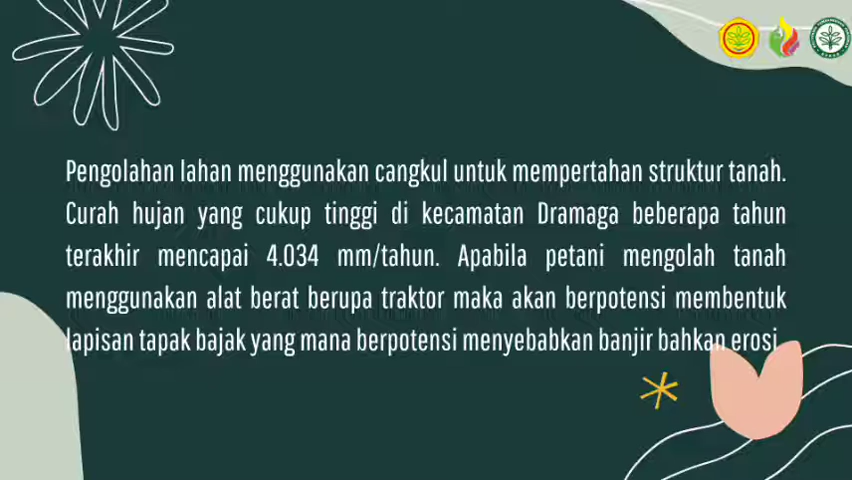 Pengolahan lahan menggunakan cangkul untuk mempertahan struktur tanah.
Curah hujan yang cukup tinggi di kecamatan Dramaga beberapa tahun
terakhir mencapai 4.034 mm/tahun. Apabila petani mengolah tanah
menggunakan alat berat berupa traktor maka akan berpotensi membentuk
lapisan tapak bajak yang mana berpotensi menyebabkan banjir bahkan erosi